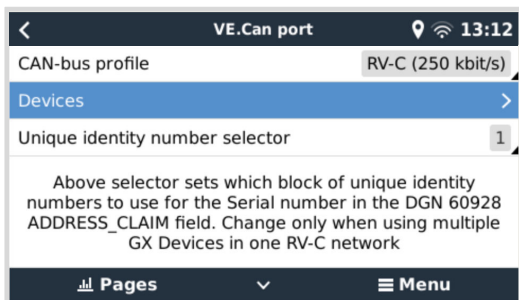 VE.Can port
13:12
CAN-bus profile
RV-C (250 kbit/s)
Devices
Unique identity number selector
1
Above selector sets which block of unique identity
numbers to use for the Serial number in the DGN 60928
ADDRESS_CLAIM field. Change only when using multiple
GX Devices in one RV-C network
Pages
Menu